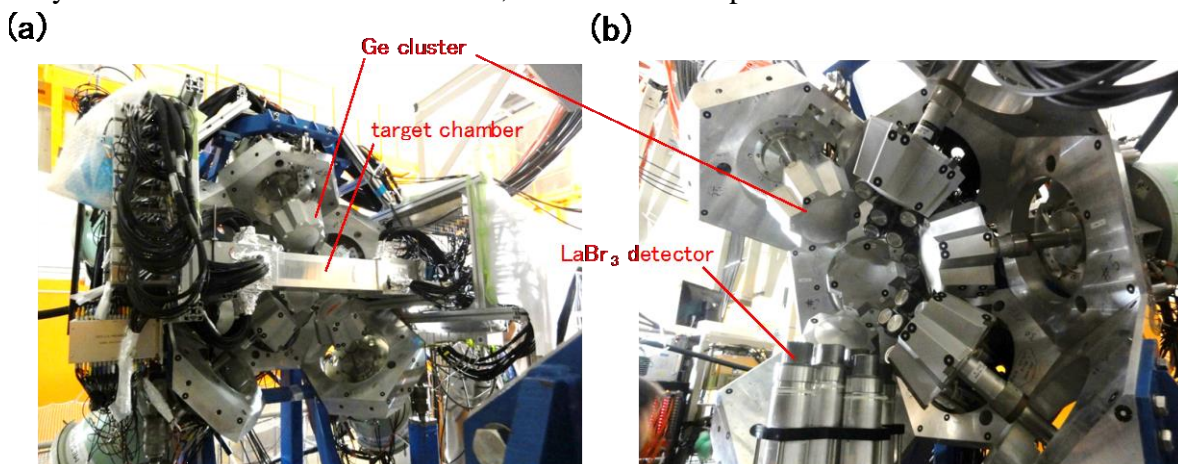 (a)
(b)
Ge cluster
target chamber
LaBr₃ detector